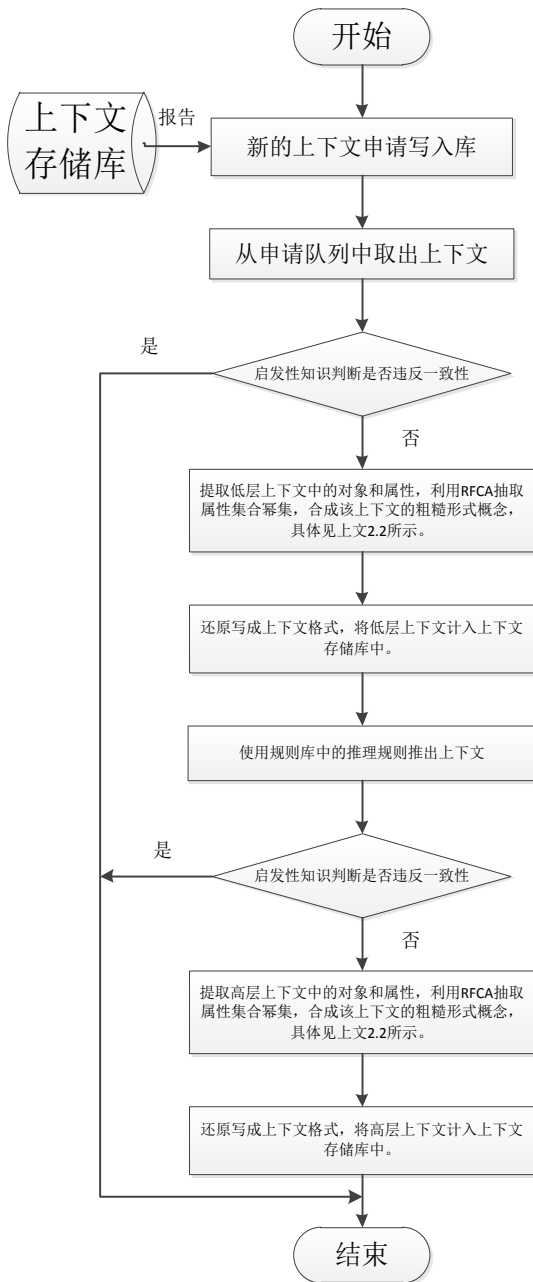 开始
上下文
存储库
报告
新的上下文申请写入库
从申请队列中取出上下文
是
启发性知识判断是否违反一致性
否
提取低层上下文中的对象和属性，利用RFCA抽取
属性集合幂集，合成该上下文的粗糙形式概念，
具体见上文2.2所示。
还原写成上下文格式，将低层上下文计入上下文
存储库中。
使用规则库中的推理规则推出上下文
是
启发性知识判断是否违反一致性
否
提取高层上下文中的对象和属性，利用RFCA抽取
属性集合幂集，合成该上下文的粗糙形式概念，
具体见上文2.2所示。
还原写成上下文格式，将高层上下文计入上下文
存储库中。
结束